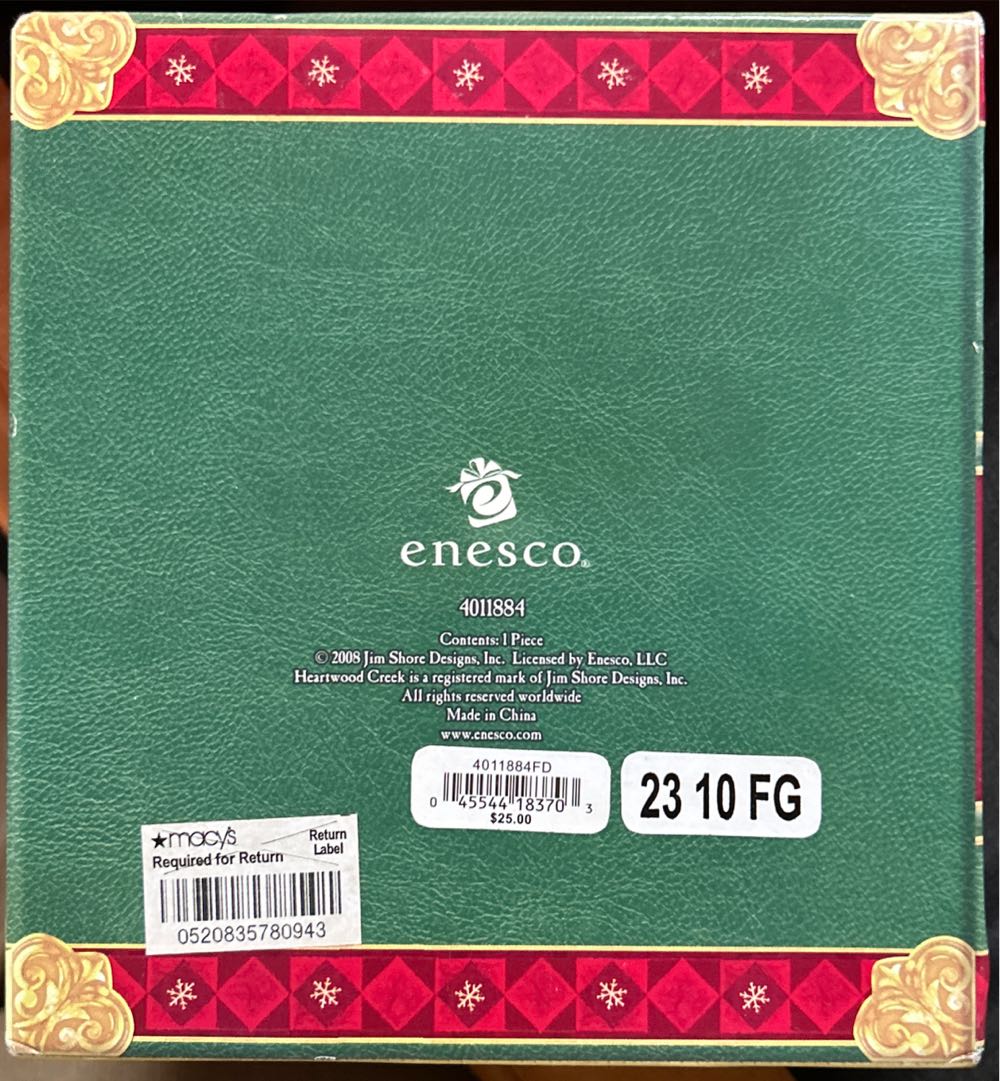 enesco®
4011884
Contents: 1 Piece
© 2008 Jim Shore Designs, Inc. Licensed by Enesco, LLC
Heartwood Creek is a registered mark of Jim Shore Designs, Inc.
All rights reserved worldwide
Made in China
www.enesco.com
4011884FD
0 45544 18370 3
$25.00
23 10 FG
★macy's
Return
Label
Required for Return
0520835780943